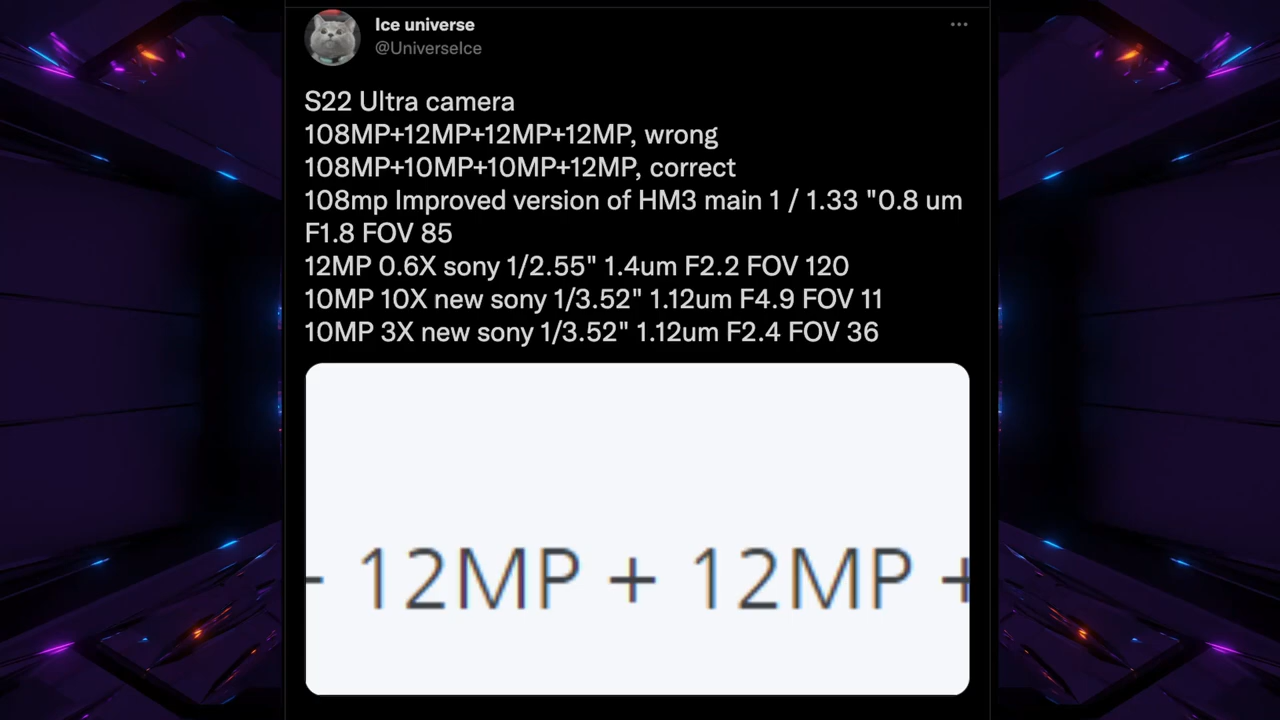 Ice universe
@UniverseIce
S22 Ultra camera
108MP+12MP+12MP+12MP, wrong
108MP+10MP+10MP+12MP, correct
108mp Improved version of HM3 main 1 / 1.33 "0.8 um
F1.8 FOV 85
12MP 0.6X sony 1/2.55" 1.4um F2.2 FOV 120
10MP 10X new sony 1/3.52" 1.12um F4.9 FOV 11
10MP 3X new sony 1/3.52" 1.12um F2.4 FOV 36
+ 12MP + 12MP +